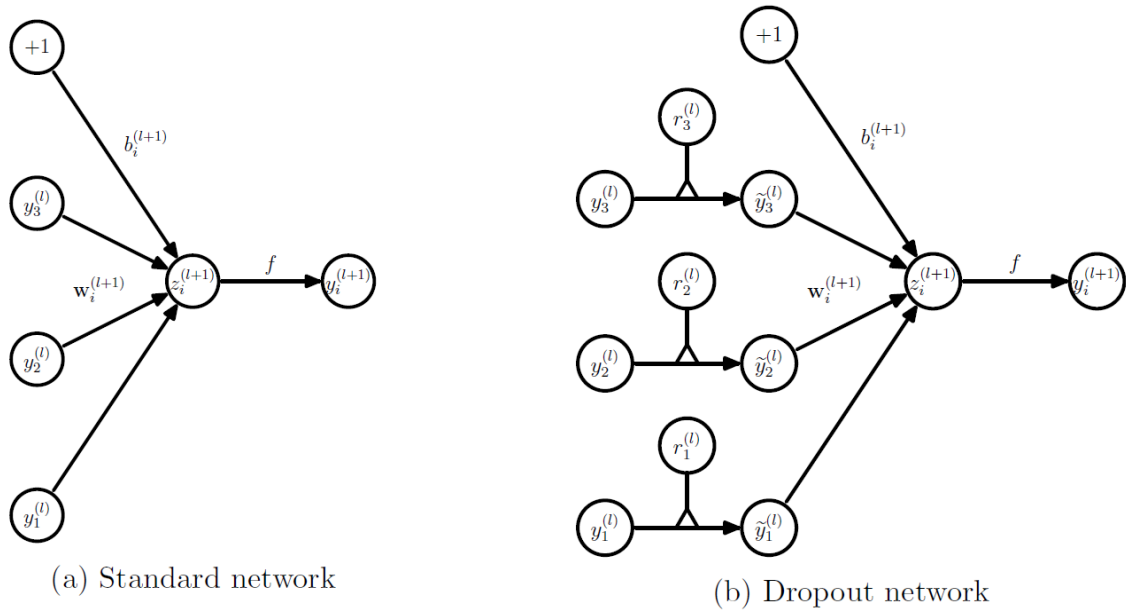 +1
b_i^{(l+1)}
y_3^{(l)}
w_i^{(l+1)}
z_i^{(l+1)}
f
y_i^{(l+1)}
y_2^{(l)}
y_1^{(l)}
(a) Standard network
+1
b_i^{(l+1)}
r_3^{(l)}
y_3^{(l)}
ỹ_3^{(l)}
r_2^{(l)}
w_i^{(l+1)}
z_i^{(l+1)}
f
y_i^{(l+1)}
y_2^{(l)}
ỹ_2^{(l)}
r_1^{(l)}
y_1^{(l)}
ỹ_1^{(l)}
(b) Dropout network